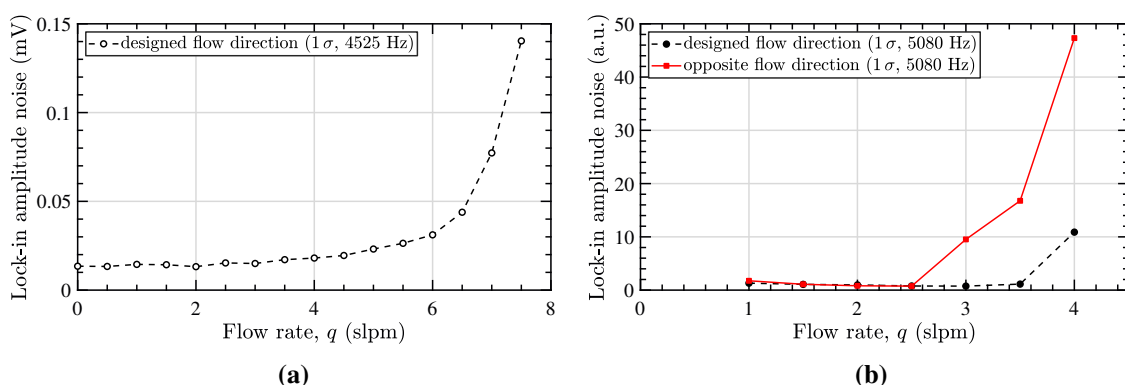 0.15
0.1
0.05
0
Lock-in amplitude noise (mV)
designed flow direction (1 σ, 4525 Hz)
0 2 4 6 8
Flow rate, q (slpm)
(a)
50
40
30
20
10
0
Lock-in amplitude noise (a.u.)
designed flow direction (1 σ, 5080 Hz)
opposite flow direction (1 σ, 5080 Hz)
0 1 2 3 4
Flow rate, q (slpm)
(b)